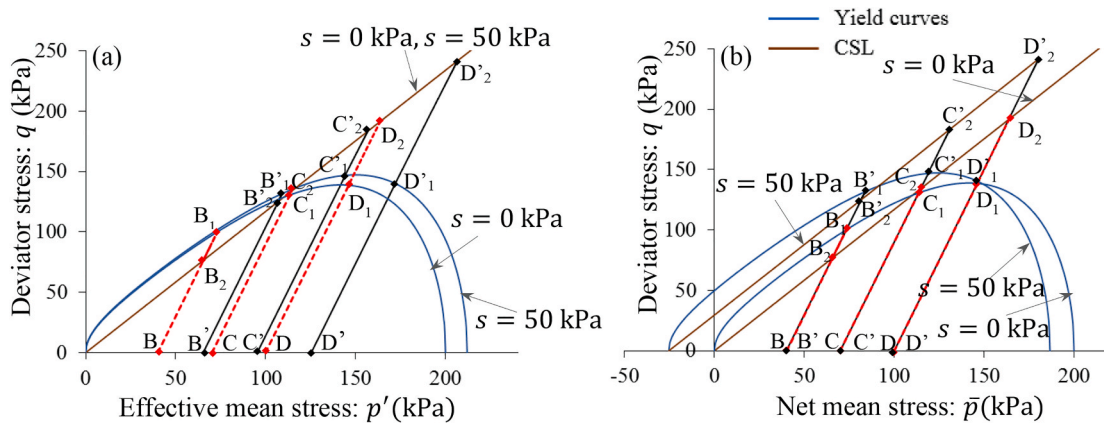 (a)
s = 0 kPa, s = 50 kPa
Deviator stress: q (kPa)
250
200
150
100
50
0
D'₂
C'₂
D₂
C'₁
B'₁
C₂
B'₂
C₁
D'₁
D₁
B₁
B₂
s = 0 kPa
s = 50 kPa
B
B'
C
C'
D
D'
0
50
100
150
200
Effective mean stress: p′(kPa)
Yield curves
CSL
(b)
Deviator stress: q (kPa)
250
200
150
100
50
0
D'₂
s = 0 kPa
C'₂
D₂
C'₁
B'₁
C₂
D'₁
B'₂
C₁
D₁
B₁
B₂
s = 50 kPa
s = 50 kPa
s = 0 kPa
B
B'
C
C'
D
D'
-50
0
50
100
150
200
Net mean stress: p̄(kPa)